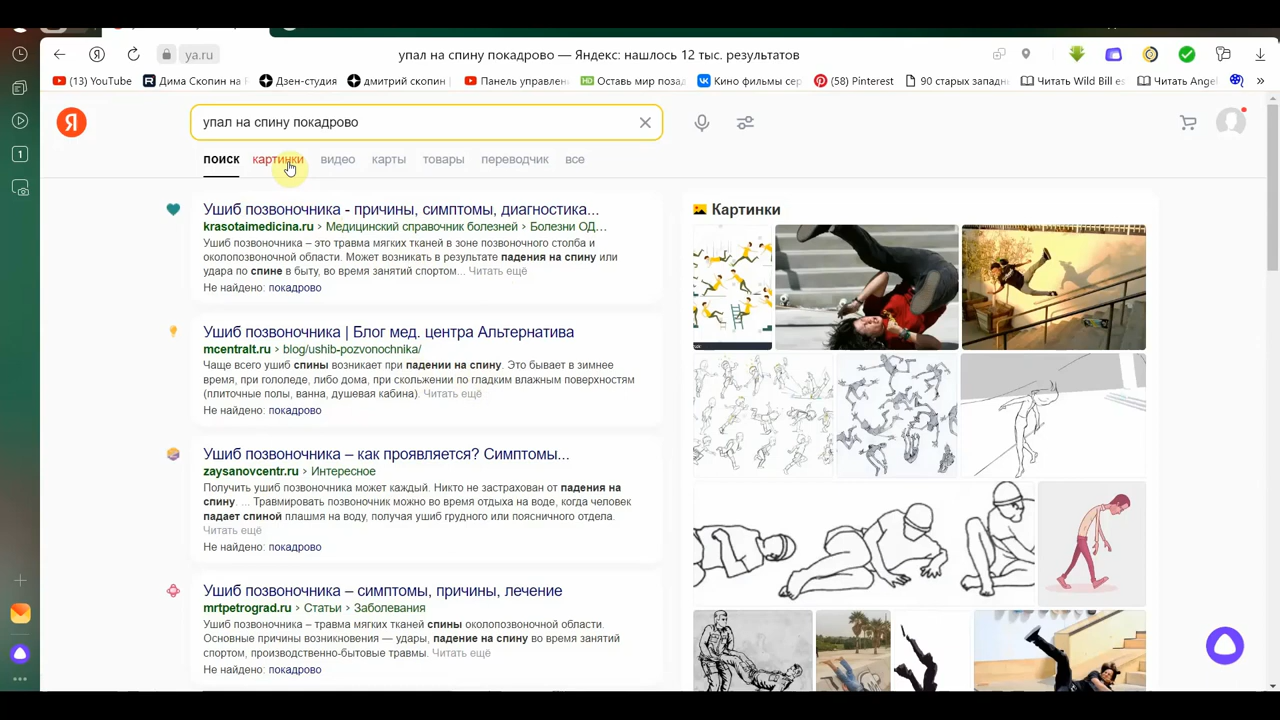 ya.ru
упал на спину покадрово — Яндекс: нашлось 12 тыс. результатов
(13) YouTube
Дима Скопин на
Дзен-студия
дмитрий скопин
Панель управлен
HD Оставь мир позад
Кино фильмы сер
(58) Pinterest
90 старых западн
Читать Wild Bill es
Читать Angel
»
Я
упал на спину покадрово
поиск картинки видео карты товары переводчик все
1
Ушиб позвоночника - причины, симптомы, диагностика...
krasotaimedicina.ru › Медицинский справочник болезней › Болезни ОД…
Ушиб позвоночника – это травма мягких тканей в зоне позвоночного столба и
околопозвоночной области. Может возникать в результате падения на спину или
удара по спине в быту, во время занятий спортом... Читать ещё
Не найдено: покадрово
Ушиб позвоночника | Блог мед. центра Альтернатива
mcentralt.ru › blog/ushib-pozvonochnika/
Чаще всего ушиб спины возникает при падении на спину. Это бывает в зимнее
время, при гололеде, либо дома, при скольжении по гладким влажным поверхностям
(плиточные полы, ванна, душевая кабина). Читать ещё
Не найдено: покадрово
Ушиб позвоночника – как проявляется? Симптомы...
zaysanovcentr.ru › Интересное
Получить ушиб позвоночника может каждый. Никто не застрахован от падения на
спину. ... Травмировать позвоночник можно во время отдыха на воде, когда человек
падает спиной плашмя на воду, получая ушиб грудного или поясничного отдела.
Читать ещё
Не найдено: покадрово
Ушиб позвоночника – симптомы, причины, лечение
mrtpetrograd.ru › Статьи › Заболевания
Ушиб позвоночника – травма мягких тканей спины околопозвоночной области.
Основные причины возникновения — удары, падение на спину во время занятий
спортом, производственно-бытовые травмы. Читать ещё
Не найдено: покадрово
Картинки